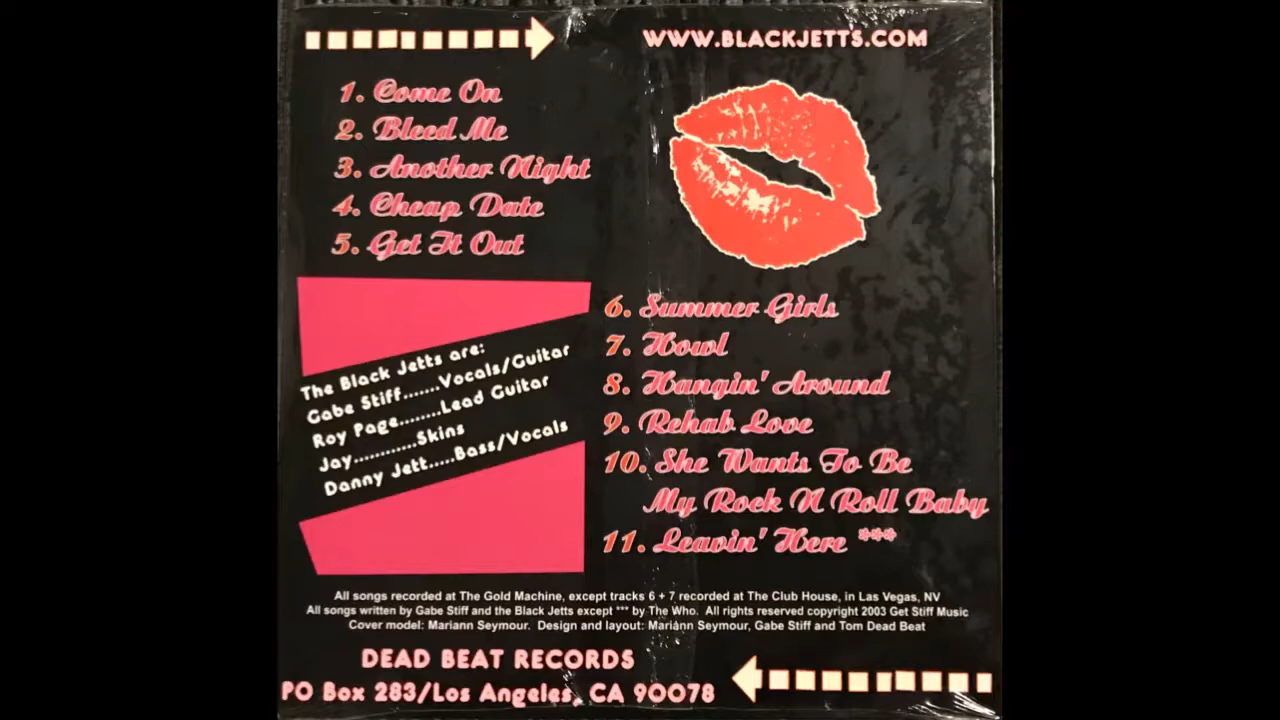 WWW.BLACKJETTS.COM
1. Come On
2. Bleed Me
3. Another Night
4. Cheap Date
5. Get It Out
The Black Jetts are:
Gabe Stiff......Vocals/Guitar
Roy Page........Lead Guitar
Jay............Skins
Danny Jett.....Bass/Vocals
6. Summer Girls
7. Howl
8. Hangin' Around
9. Rehab Love
10. She Wants To Be
My Rock N Roll Baby
11. Leavin' Here ***
All songs recorded at The Gold Machine, except tracks 6 + 7 recorded at The Club House, in Las Vegas, NV
All songs written by Gabe Stiff and the Black Jetts except *** by The Who. All rights reserved copyright 2003 Get Stiff Music
Cover model: Mariann Seymour. Design and layout: Mariann Seymour, Gabe Stiff and Tom Dead Beat
DEAD BEAT RECORDS
PO Box 283/Los Angeles, CA 90078